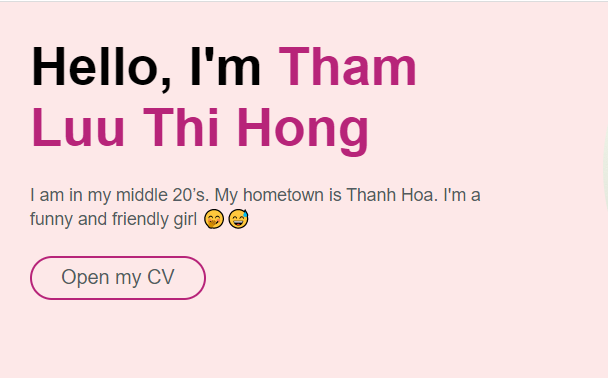 Hello, I'm Tham
Luu Thi Hong
I am in my middle 20’s. My hometown is Thanh Hoa. I'm a
funny and friendly girl 🤭😅
Open my CV